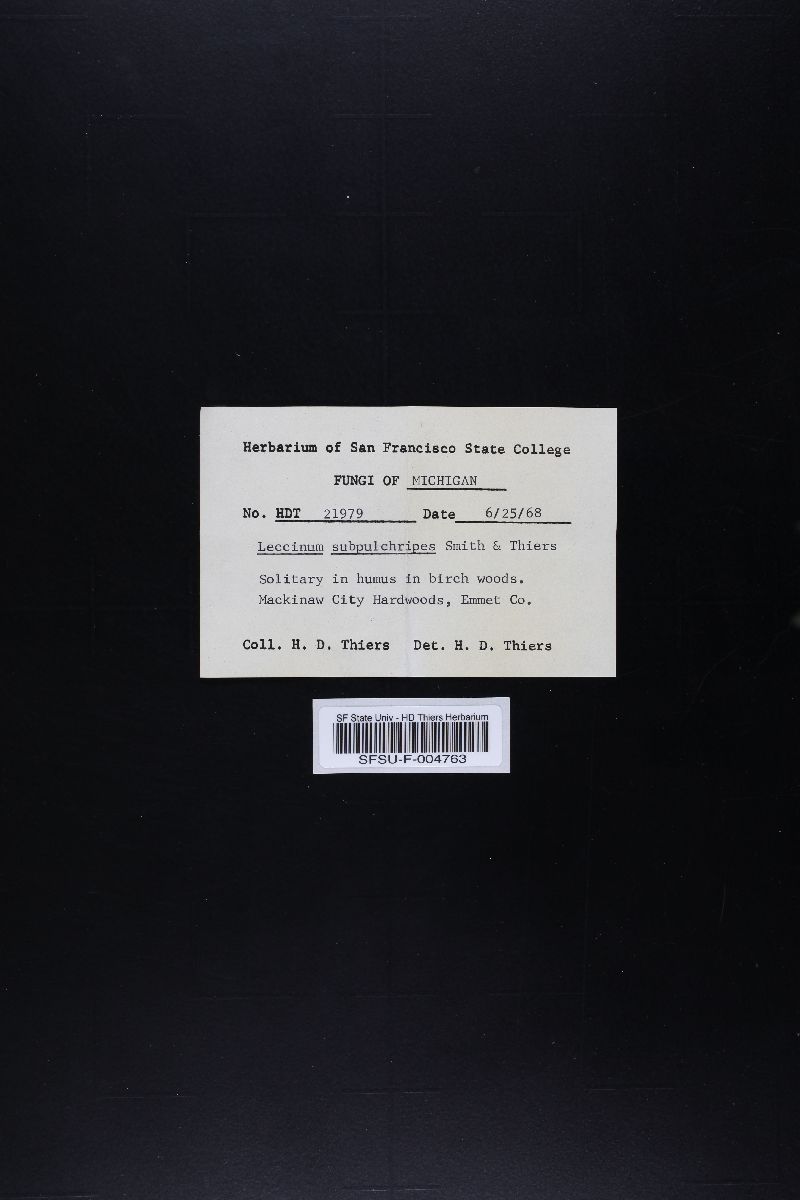 Herbarium of San Francisco State College
FUNGI OF MICHIGAN
No. HDT 21979 Date 6/25/68
Leccinum subpulchripes Smith & Thiers
Solitary in humus in birch woods.
Mackinaw City Hardwoods, Emmet Co.
Coll. H. D. Thiers Det. H. D. Thiers
SF State Univ - HD Thiers Herbarium
SFSU-F-004763